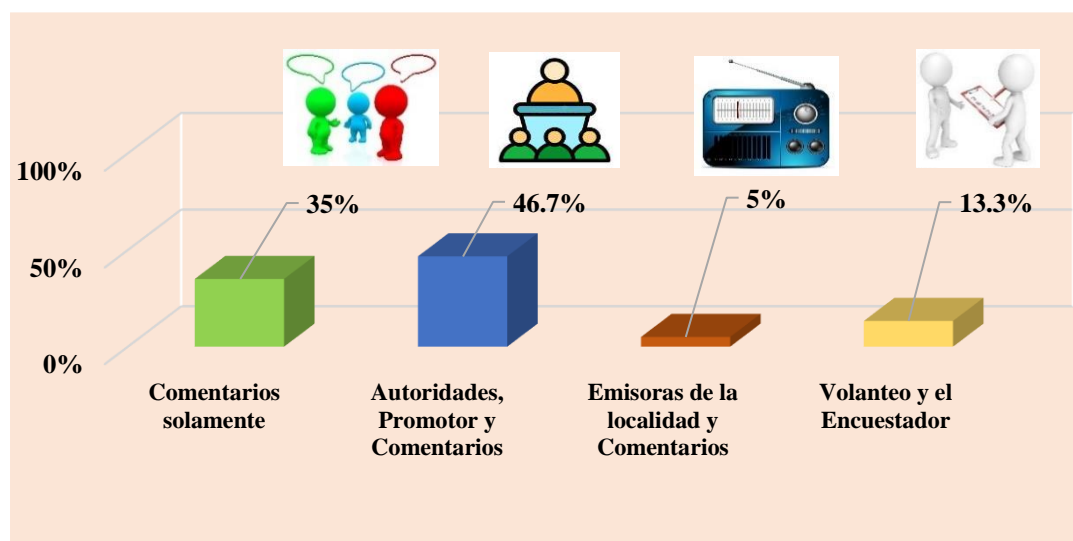 100%
50%
0%
35%
46.7%
5%
13.3%
Comentarios
solamente
Autoridades,
Promotor y
Comentarios
Emisoras de la
localidad y
Comentarios
Volanteo y el
Encuestador